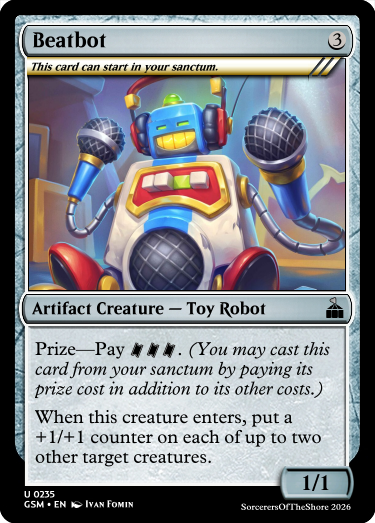 Beatbot 3
This card can start in your sanctum.
Artifact Creature — Toy Robot
Prize—Pay . (You may cast this
card from your sanctum by paying its
prize cost in addition to its other costs.)
When this creature enters, put a
+1/+1 counter on each of up to two
other target creatures.
1/1
U 0235
GSM • EN Ivan Fomin
SorcerersOfTheShore 2026